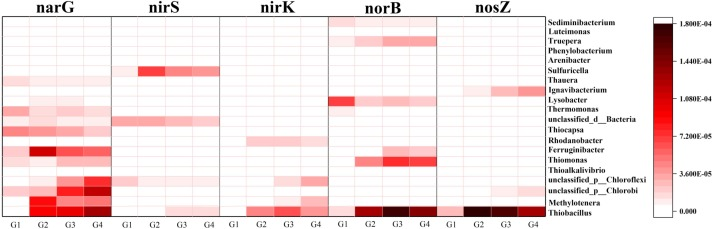 narG nirS nirK norB nosZ
Sediminibacterium
Luteimonas
Truepera
Phenylobacterium
Arenibacter
Sulfuricella
Thauera
Ignavibacterium
Lysobacter
Thermomonas
unclassified_d__Bacteria
Thiocapsa
Rhodanobacter
Ferruginibacter
Thiomonas
Thioalkalivibrio
unclassified_p__Chloroflexi
unclassified_p__Chlorobi
Methylotenera
Thiobacillus
G1 G2 G3 G4 G1 G2 G3 G4 G1 G2 G3 G4 G1 G2 G3 G4 G1 G2 G3 G4
1.800E-04
1.440E-04
1.080E-04
7.200E-05
3.600E-05
0.000